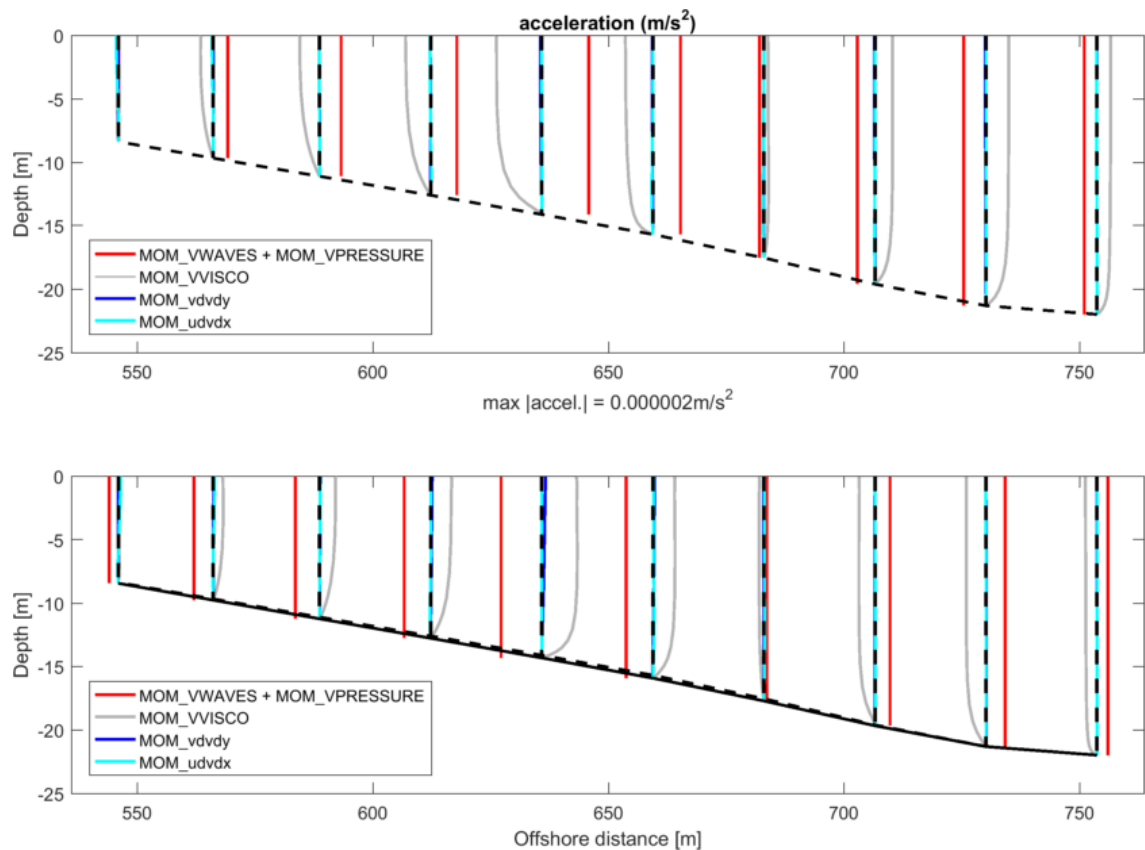 acceleration (m/s²)
0
-5
-10
-15
-20
-25
Depth [m]
MOM_VWAVES + MOM_VPRESSURE
MOM_VVISCO
MOM_vdvdy
MOM_udvdx
550 600 650 700 750
max |accel.| = 0.000002m/s²
0
-5
-10
-15
-20
-25
Depth [m]
MOM_VWAVES + MOM_VPRESSURE
MOM_VVISCO
MOM_vdvdy
MOM_udvdx
550 600 650 700 750
Offshore distance [m]